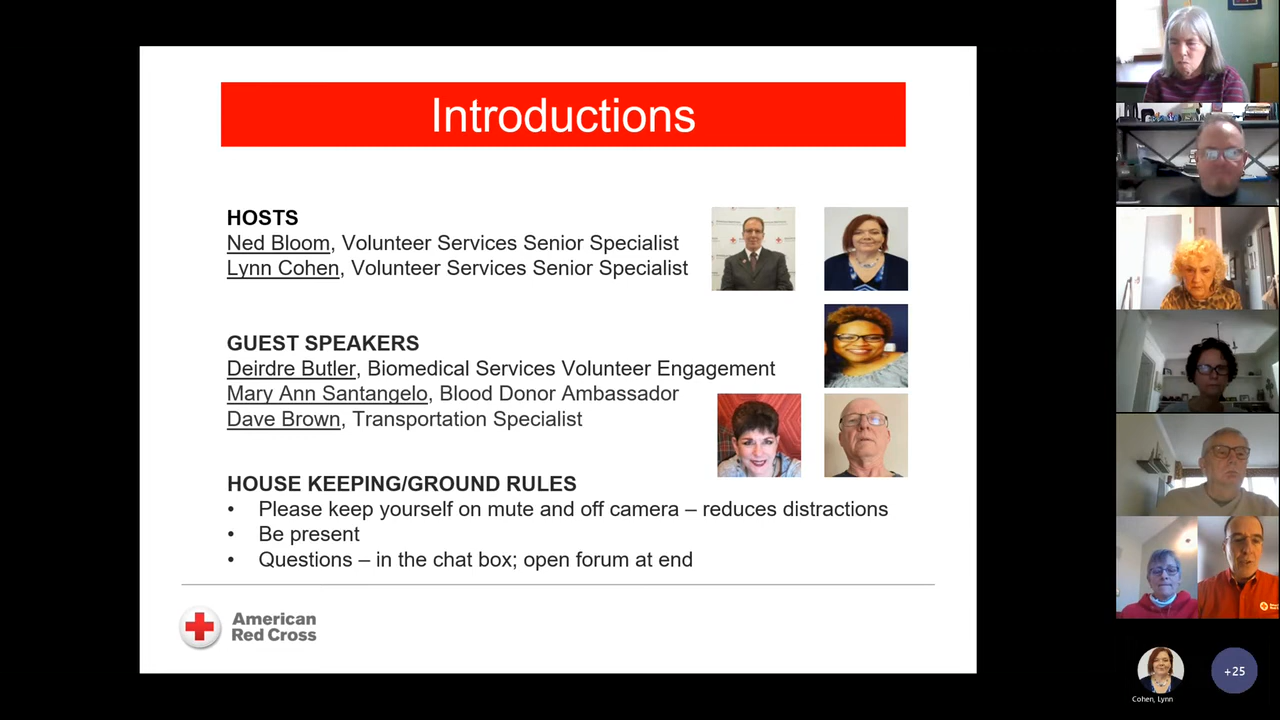 Introductions
HOSTS
Ned Bloom, Volunteer Services Senior Specialist
Lynn Cohen, Volunteer Services Senior Specialist
GUEST SPEAKERS
Deirdre Butler, Biomedical Services Volunteer Engagement
Mary Ann Santangelo, Blood Donor Ambassador
Dave Brown, Transportation Specialist
HOUSE KEEPING/GROUND RULES
• Please keep yourself on mute and off camera – reduces distractions
• Be present
• Questions – in the chat box; open forum at end
American
Red Cross
Cohen, Lynn
+25